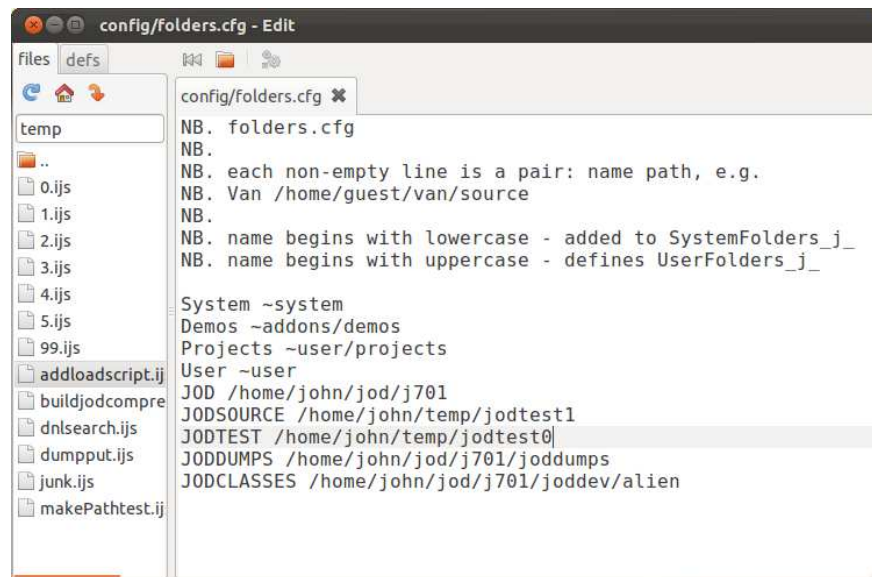 config/folders.cfg - Edit
files defs
config/folders.cfg
temp
..
0.ijs
1.ijs
2.ijs
3.ijs
4.ijs
5.ijs
99.ijs
addloadscript.ij
buildjodcompre
dnlsearch.ijs
dumpput.ijs
junk.ijs
makePathtest.ij
NB. folders.cfg
NB.
NB. each non-empty line is a pair: name path, e.g.
NB. Van /home/guest/van/source
NB.
NB. name begins with lowercase - added to SystemFolders_j_
NB. name begins with uppercase - defines UserFolders_j_
System ~system
Demos ~addons/demos
Projects ~user/projects
User ~user
JOD /home/john/jod/j701
JODSOURCE /home/john/temp/jodtest1
JODTEST /home/john/temp/jodtest0
JODDUMPS /home/john/jod/j701/joddumps
JODCLASSES /home/john/jod/j701/joddev/alien